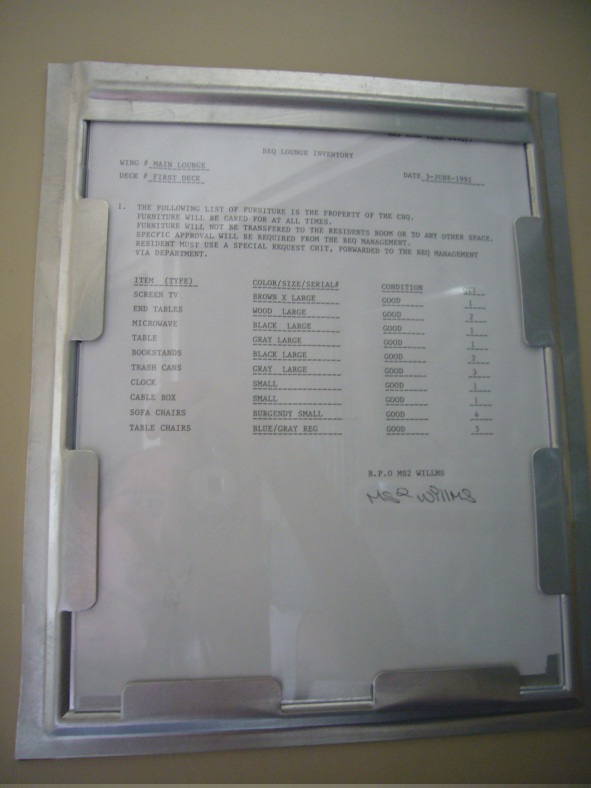 BEQ LOUNGE INVENTORY
WING # MAIN LOUNGE
DECK # FIRST DECK
DATE 3-JUNE-1992
1. THE FOLLOWING LIST OF FURNITURE IS THE PROPERTY OF THE CBQ.
FURNITURE WILL BE CARED FOR AT ALL TIMES.
FURNITURE WILL NOT BE TRANSFERED TO THE RESIDENTS ROOM OR TO ANY OTHER SPACE.
SPECFIC APPROVAL WILL BE REQUIRED FROM THE BEQ MANAGEMENT.
RESIDENT MUST USE A SPECIAL REQUEST CHIT, FORWARDED TO THE BEQ MANAGEMENT
VIA DEPARTMENT.
ITEM (TYPE) COLOR/SIZE/SERIAL# CONDITION
SCREEN TV BROWN X LARGE GOOD 1
END TABLES WOOD LARGE GOOD 2
MICROWAVE BLACK LARGE GOOD 1
TABLE GRAY LARGE GOOD 1
BOOKSTANDS BLACK LARGE GOOD 2
TRASH CANS GRAY LARGE GOOD 3
CLOCK SMALL GOOD 1
CABLE BOX SMALL GOOD 1
SOFA CHAIRS BURGENDY SMALL GOOD 4
TABLE CHAIRS BLUE/GRAY REG GOOD 5
B.P.O MS2 WILLMS
MS2 WillMS